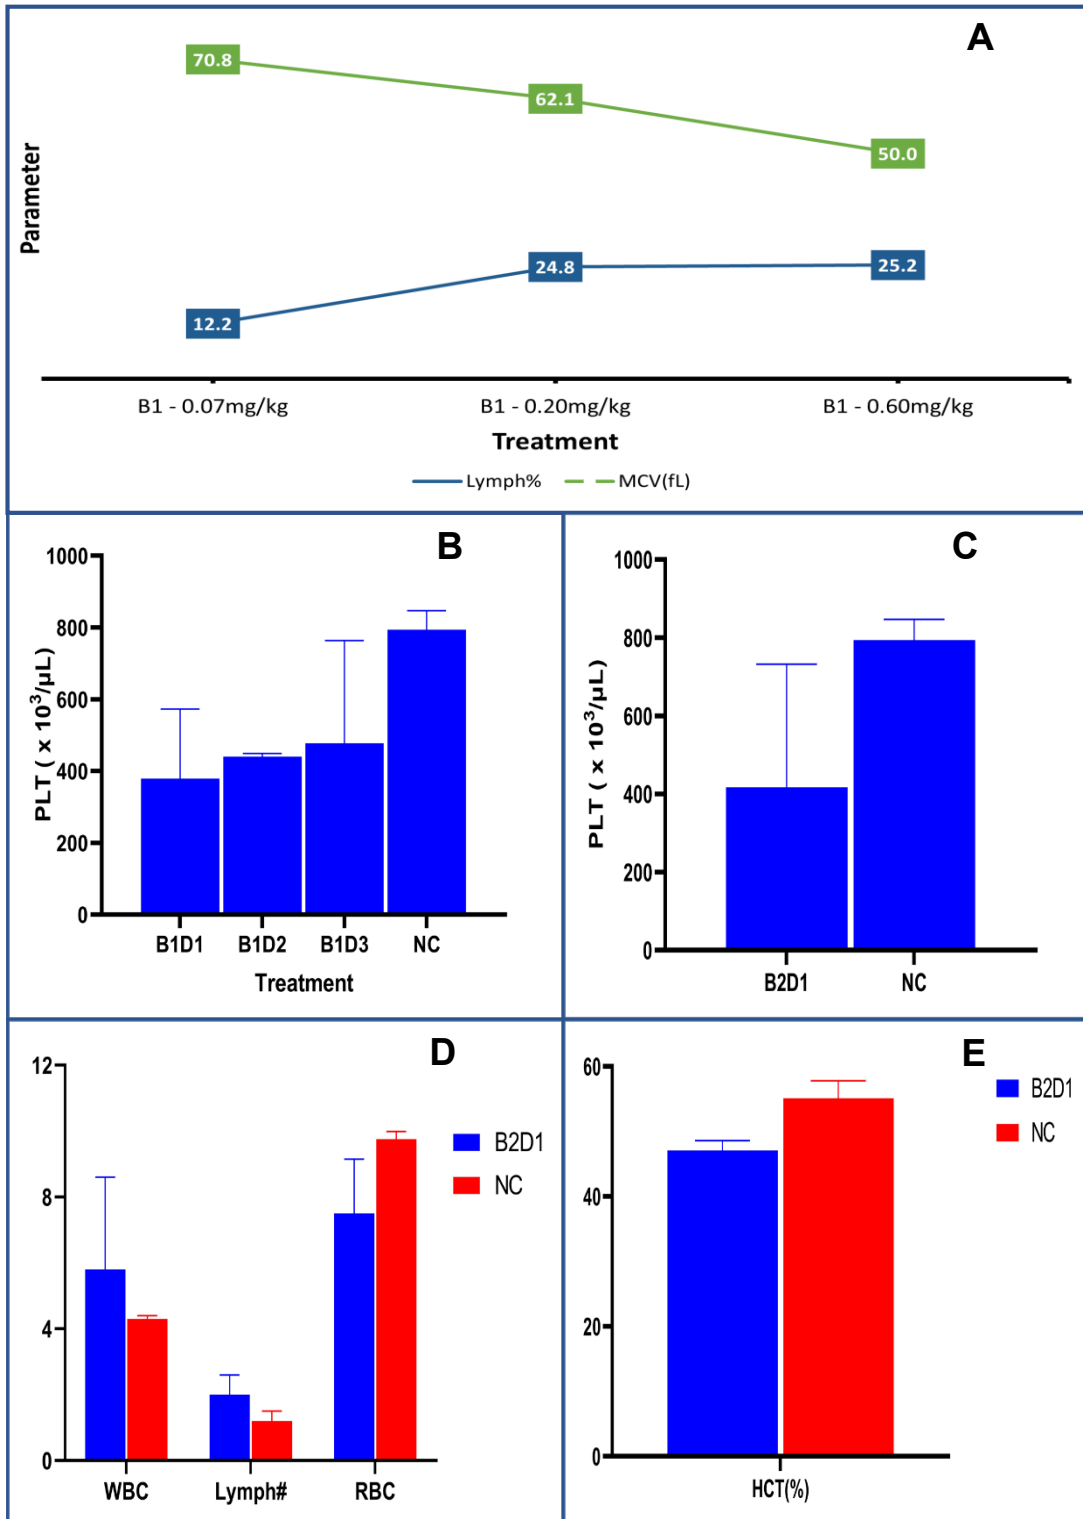 A
70.8
62.1
50.0
Parameter
24.8
25.2
12.2
B1 - 0.07mg/kg B1 - 0.20mg/kg B1 - 0.60mg/kg
Treatment
Lymph% MCV(fL)
B
1000
800
600
400
200
0
PLT ( x 10³/µL)
B1D1 B1D2 B1D3 NC
Treatment
C
1000
800
600
400
200
0
PLT ( x 10³/µL)
B2D1 NC
D
12
8
4
0
B2D1
NC
WBC Lymph# RBC
E
60
40
20
0
B2D1
NC
HCT(%)